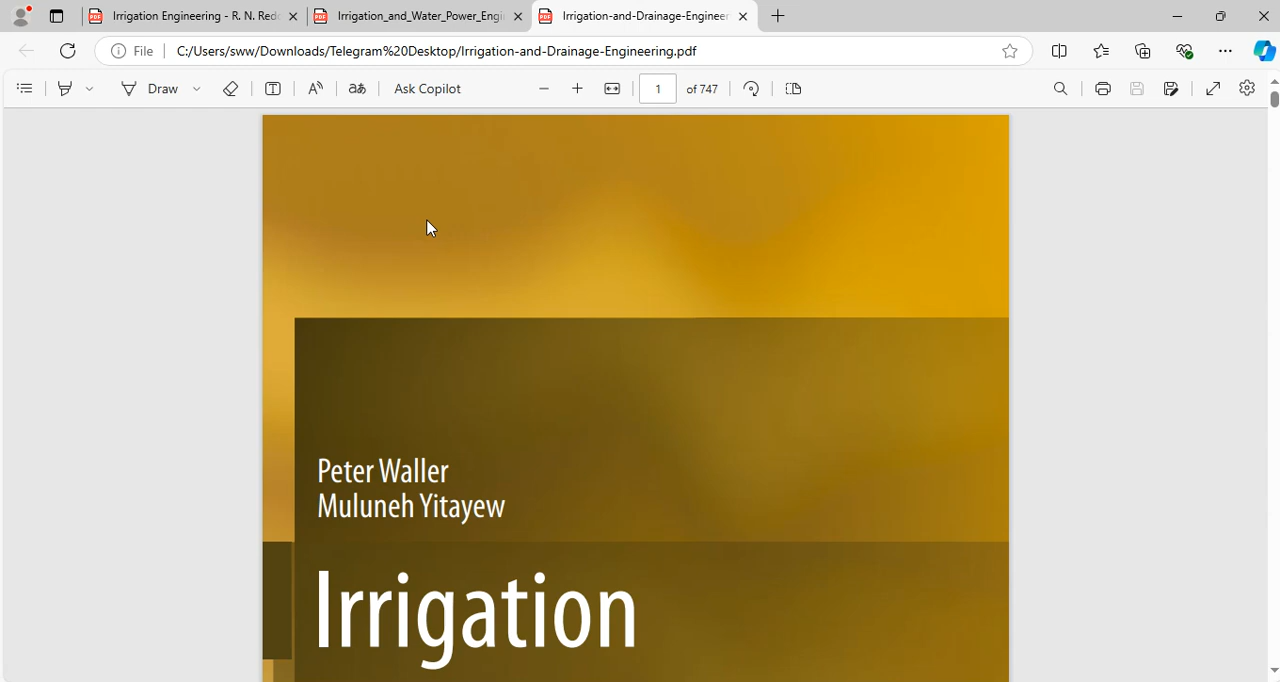 Irrigation Engineering - R. N. Red
Irrigation_and_Water_Power_Engi
Irrigation-and-Drainage-Engineer
File
C:/Users/sww/Downloads/Telegram%20Desktop/Irrigation-and-Drainage-Engineering.pdf
Draw
Ask Copilot
1 of 747
Peter Waller
Muluneh Yitayew
Irrigation